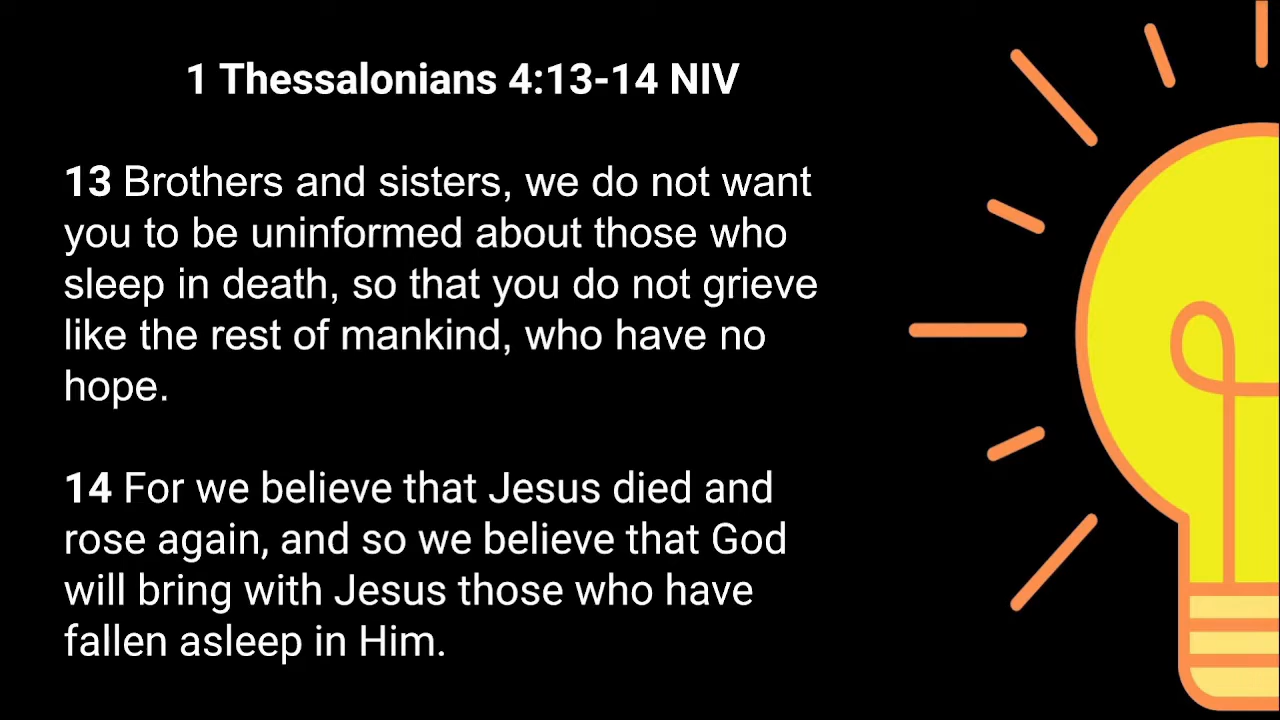 1 Thessalonians 4:13-14 NIV
13 Brothers and sisters, we do not want
you to be uninformed about those who
sleep in death, so that you do not grieve
like the rest of mankind, who have no
hope.
14 For we believe that Jesus died and
rose again, and so we believe that God
will bring with Jesus those who have
fallen asleep in Him.